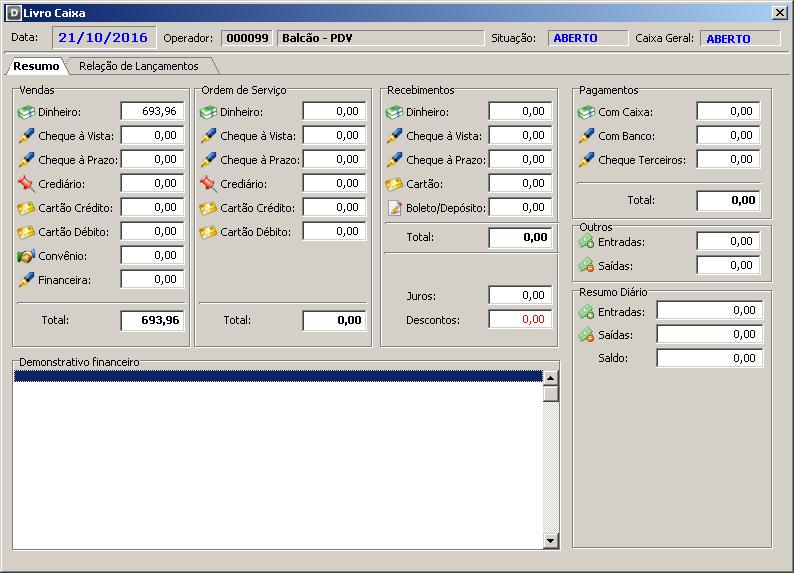 D Livro Caixa
Data: 21/10/2016 Operador: 000099 Balcão - PDV Situação: ABERTO Caixa Geral: ABERTO
Resumo Relação de Lançamentos
Vendas
Dinheiro: 693,96
Cheque à Vista: 0,00
Cheque à Prazo: 0,00
Crediário: 0,00
Cartão Crédito: 0,00
Cartão Débito: 0,00
Convênio: 0,00
Financeira: 0,00
Total: 693,96
Ordem de Serviço
Dinheiro: 0,00
Cheque à Vista: 0,00
Cheque à Prazo: 0,00
Crediário: 0,00
Cartão Crédito: 0,00
Cartão Débito: 0,00
Total: 0,00
Recebimentos
Dinheiro: 0,00
Cheque à Vista: 0,00
Cheque à Prazo: 0,00
Cartão: 0,00
Boleto/Depósito: 0,00
Total: 0,00
Juros: 0,00
Descontos: 0,00
Pagamentos
Com Caixa: 0,00
Com Banco: 0,00
Cheque Terceiros: 0,00
Total: 0,00
Outros
Entradas: 0,00
Saídas: 0,00
Resumo Diário
Entradas: 0,00
Saídas: 0,00
Saldo: 0,00
Demonstrativo financeiro